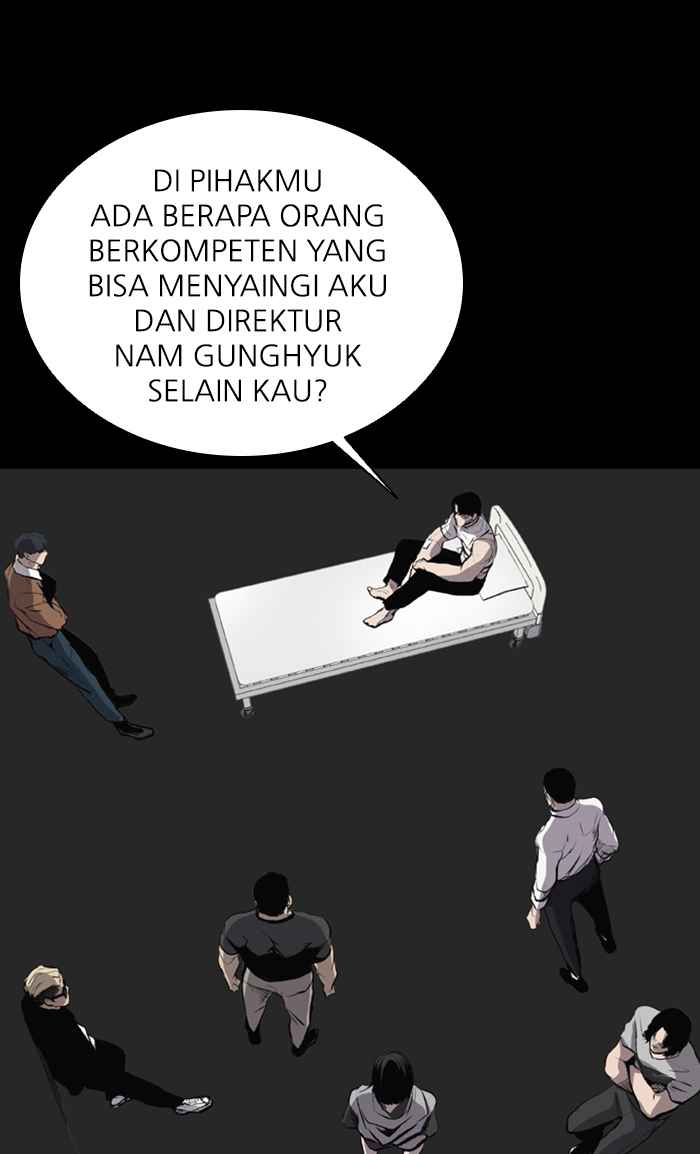 DI PIHAKMU
ADA BERAPA ORANG
BERKOMPETEN YANG
BISA MENYAINGI AKU
DAN DIREKTUR
NAM GUNGHYUK
SELAIN KAU?